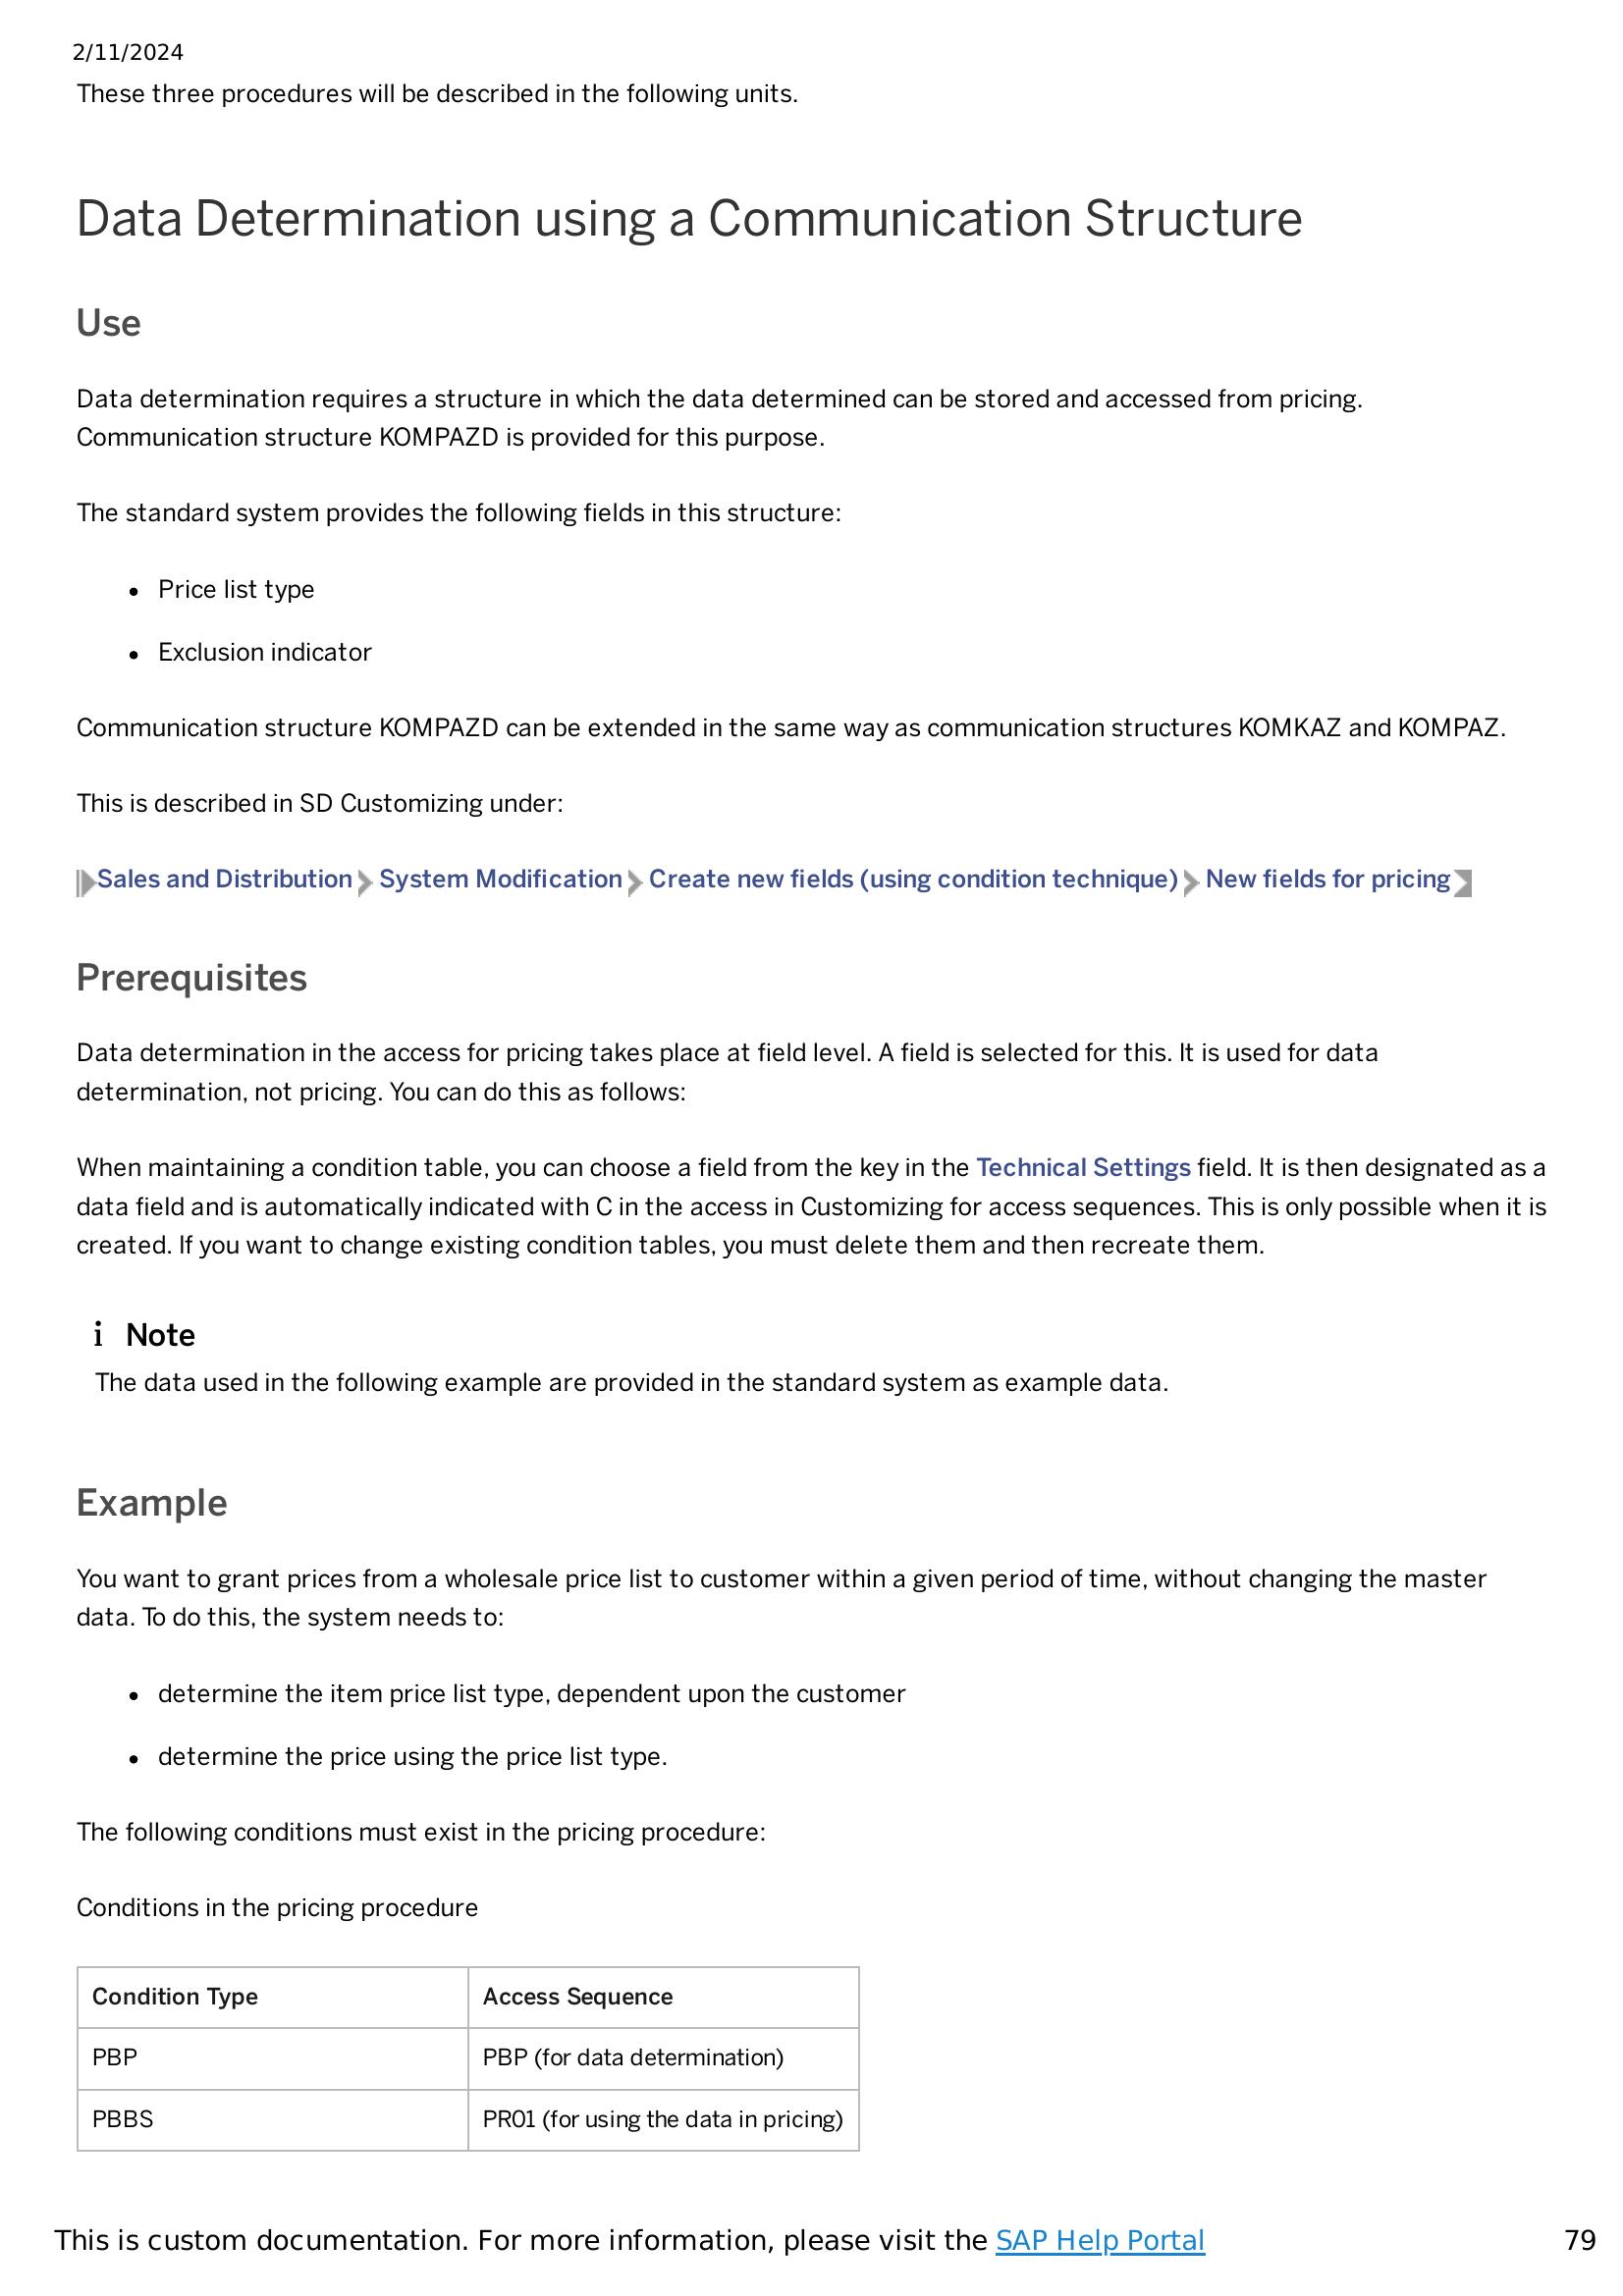 2/11/2024
These three procedures will be described in the following units.
Data Determination using a Communication Structure
Use
Data determination requires a structure in which the data determined can be stored and accessed from pricing.
Communication structure KOMPAZD is provided for this purpose.
The standard system provides the following fields in this structure:
• Price list type
• Exclusion indicator
Communication structure KOMPAZD can be extended in the same way as communication structures KOMKAZ and KOMPAZ.
This is described in SD Customizing under:
Sales and Distribution > System Modification > Create new fields (using condition technique) > New fields for pricing
Prerequisites
Data determination in the access for pricing takes place at field level. A field is selected for this. It is used for data
determination, not pricing. You can do this as follows:
When maintaining a condition table, you can choose a field from the key in the Technical Settings field. It is then designated as a
data field and is automatically indicated with C in the access in Customizing for access sequences. This is only possible when it is
created. If you want to change existing condition tables, you must delete them and then recreate them.
i Note
The data used in the following example are provided in the standard system as example data.
Example
You want to grant prices from a wholesale price list to customer within a given period of time, without changing the master
data. To do this, the system needs to:
• determine the item price list type, dependent upon the customer
• determine the price using the price list type.
The following conditions must exist in the pricing procedure:
Conditions in the pricing procedure
Condition Type Access Sequence
PBP PBP (for data determination)
PBBS PR01 (for using the data in pricing)
This is custom documentation. For more information, please visit the SAP Help Portal 79